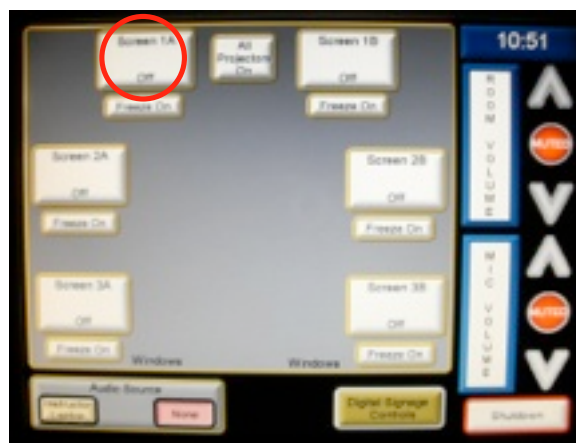 Screen 1A
Off
Freeze On
All
Projectors
On
Screen 1B
Off
Freeze On
10:51
ROOM VOLUME
MUTED
Screen 2A
Off
Freeze On
Screen 2B
Off
Freeze On
MIC VOLUME
MUTED
Screen 3A
Off
Freeze On
Screen 3B
Off
Freeze On
Windows
Windows
Audio Source
Instructor
Laptop
None
Digital Signage
Controls
Shutdown